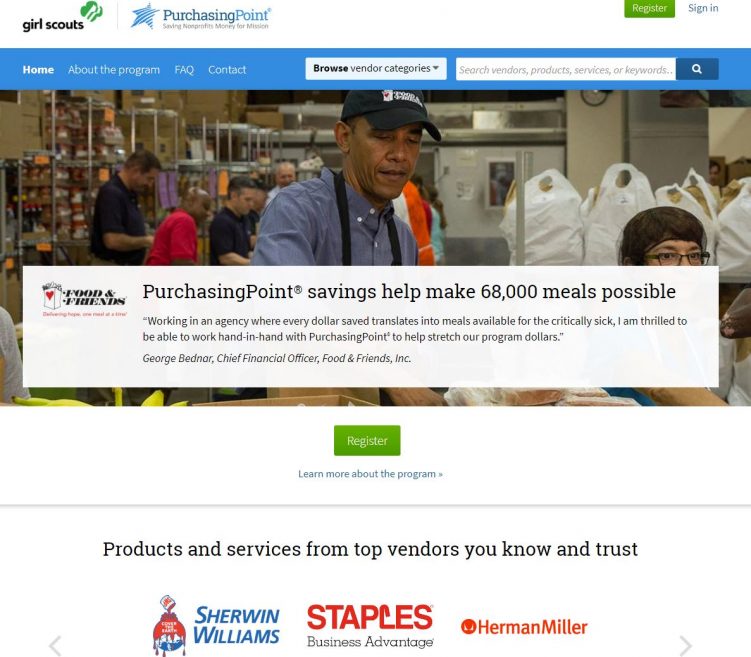 girl scouts
PurchasingPoint®
Saving Nonprofits Money for Mission
Register
Sign in
Home
About the program
FAQ
Contact
Browse vendor categories
Search vendors, products, services, or keywords...
FOOD & FRIENDS
FOOD &
FRIENDS
Delivering hope, one meal at a time®
PurchasingPoint® savings help make 68,000 meals possible
“Working in an agency where every dollar saved translates into meals available for the critically sick, I am thrilled to
be able to work hand-in-hand with PurchasingPoint® to help stretch our program dollars.”
George Bednar, Chief Financial Officer, Food & Friends, Inc.
Register
Learn more about the program »
Products and services from top vendors you know and trust
COVER THE EARTH
SHERWIN
WILLIAMS
STAPLES
Business Advantage
HermanMiller